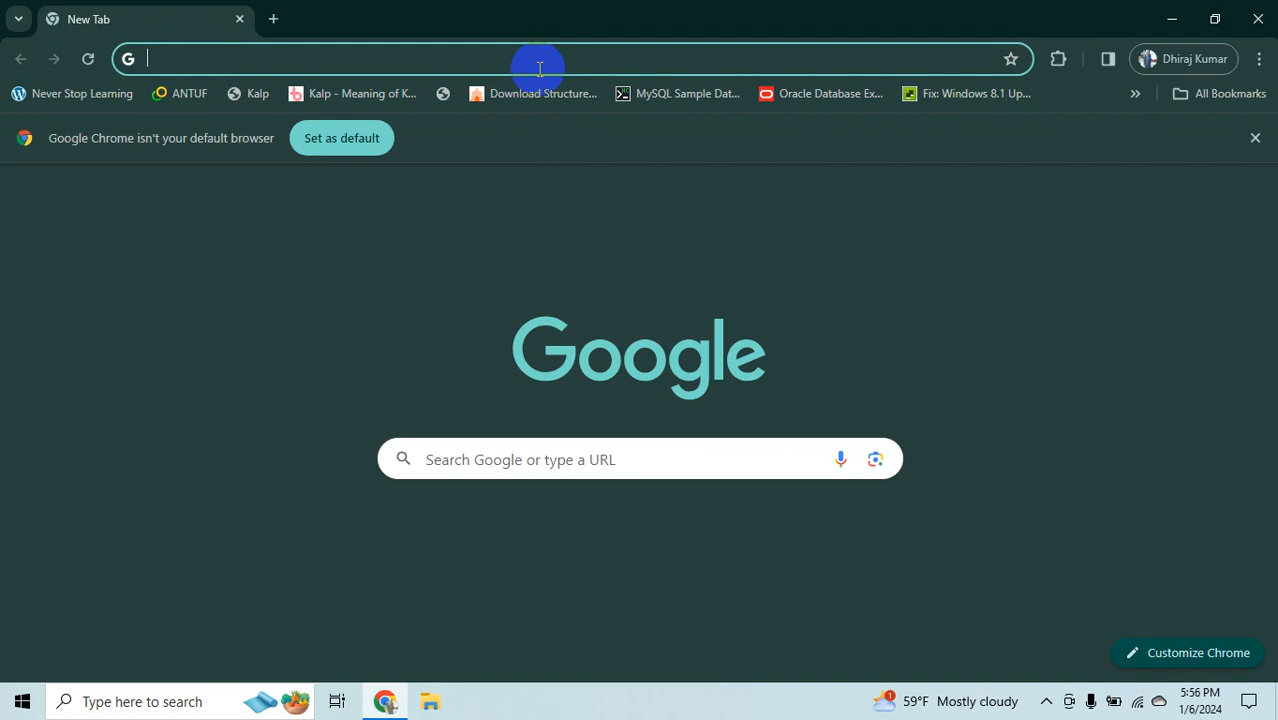 New Tab
Dhiraj Kumar
Never Stop Learning
ANTUF
Kalp
Kalp - Meaning of K...
Download Structure...
MySQL Sample Dat...
Oracle Database Ex...
Fix: Windows 8.1 Up...
All Bookmarks
Google Chrome isn't your default browser
Set as default
Google
Search Google or type a URL
Customize Chrome
Type here to search
1
59°F Mostly cloudy
5:56 PM
1/6/2024